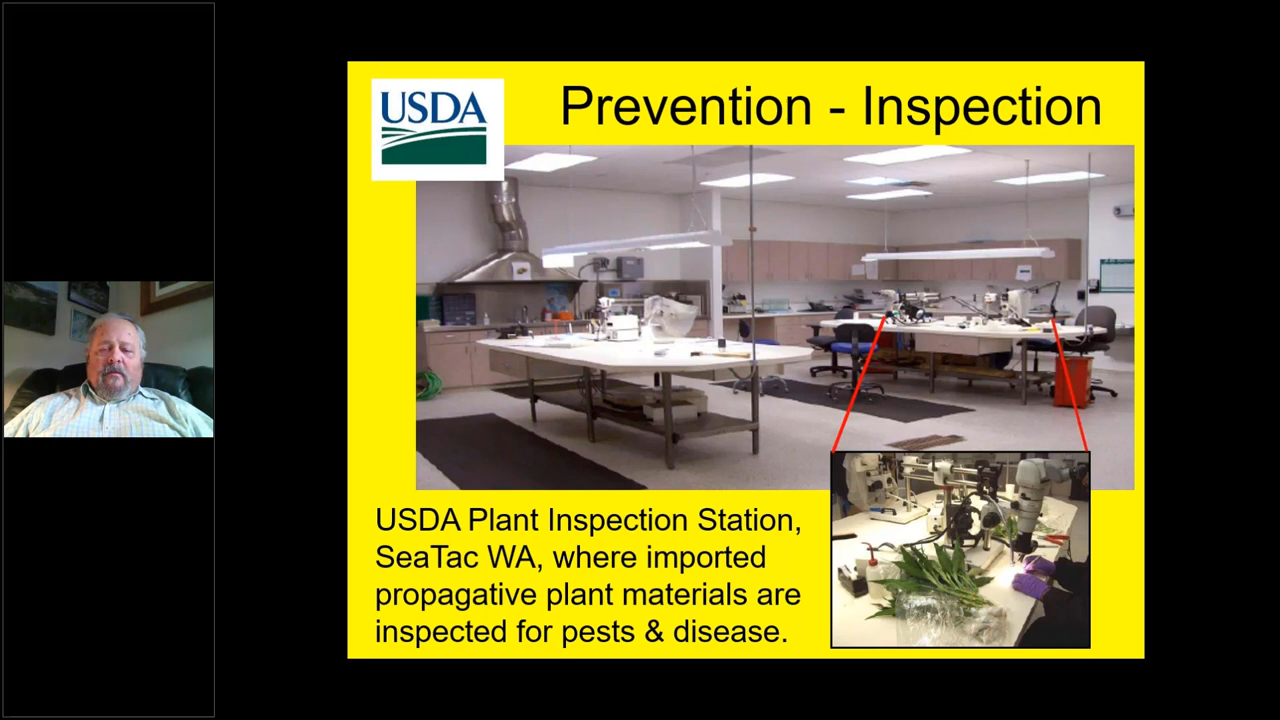 USDA
Prevention - Inspection
USDA Plant Inspection Station,
SeaTac WA, where imported
propagative plant materials are
inspected for pests & disease.